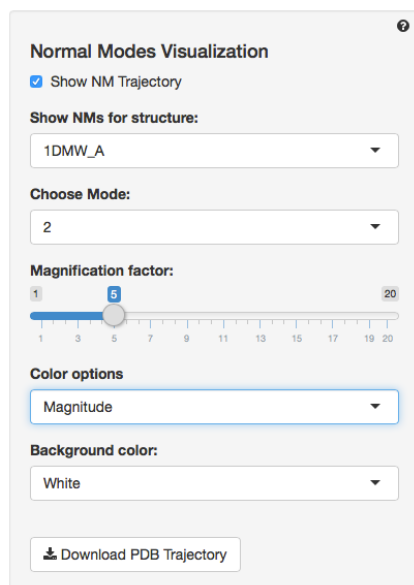 Normal Modes Visualization
Show NM Trajectory
Show NMs for structure:
1DMW_A
Choose Mode:
2
Magnification factor:
1 5 20
1 3 5 7 9 11 13 15 17 19 20
Color options
Magnitude
Background color:
White
Download PDB Trajectory